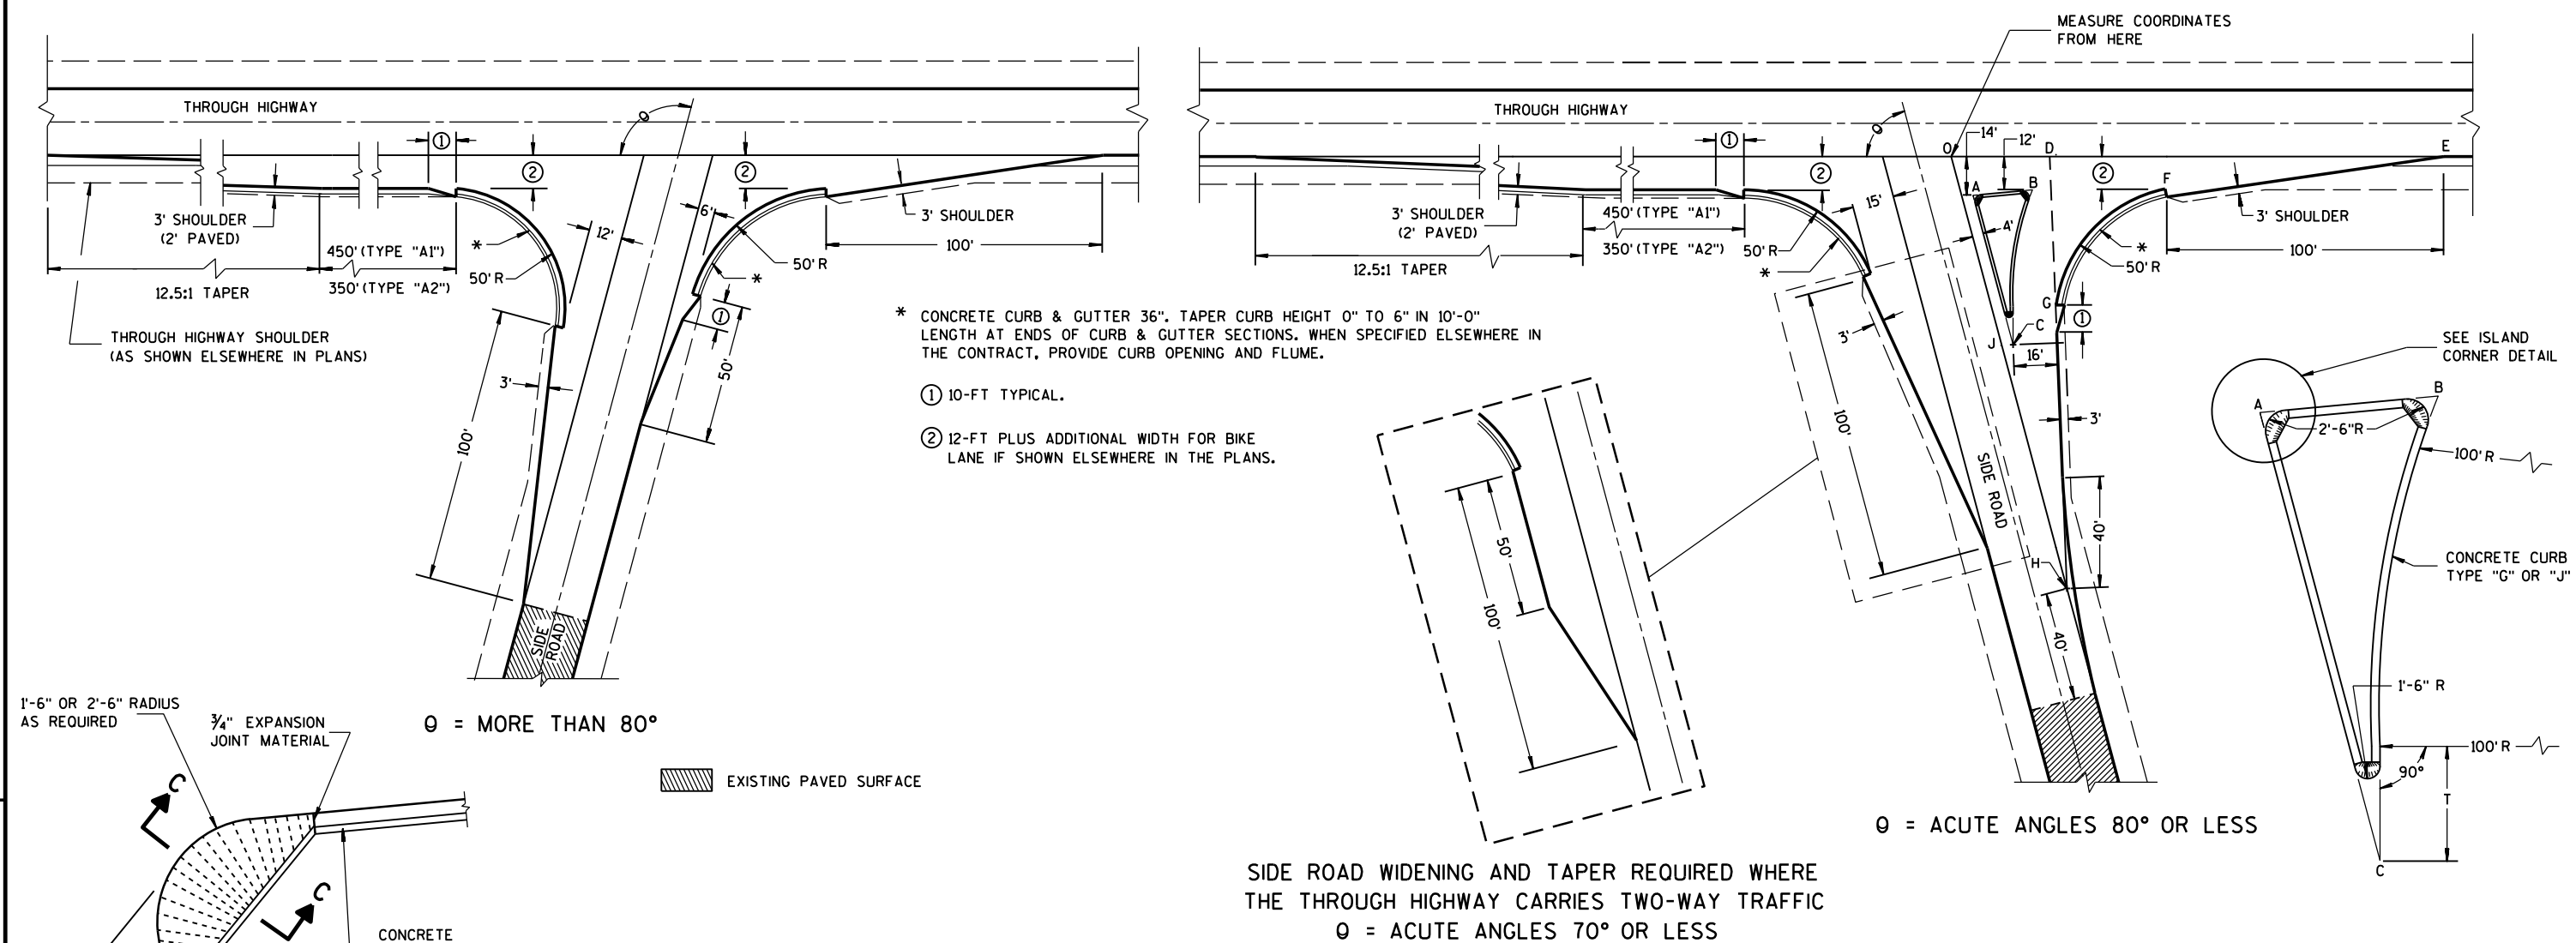 MEASURE COORDINATES
FROM HERE
THROUGH HIGHWAY
①
②
②
Θ
12'
6'
3' SHOULDER
(2' PAVED)
*
50' R
450' (TYPE "A1")
350' (TYPE "A2")
12.5:1 TAPER
50' R
*
①
3' SHOULDER
100'
THROUGH HIGHWAY SHOULDER
(AS SHOWN ELSEWHERE IN PLANS)
3'
100'
50'
SIDE
ROAD
Θ = MORE THAN 80°
* CONCRETE CURB & GUTTER 36". TAPER CURB HEIGHT 0" TO 6" IN 10'-0"
LENGTH AT ENDS OF CURB & GUTTER SECTIONS. WHEN SPECIFIED ELSEWHERE IN
THE CONTRACT, PROVIDE CURB OPENING AND FLUME.
① 10-FT TYPICAL.
② 12-FT PLUS ADDITIONAL WIDTH FOR BIKE
LANE IF SHOWN ELSEWHERE IN THE PLANS.
EXISTING PAVED SURFACE
THROUGH HIGHWAY
①
②
Θ
O
14'
12'
D
②
E
A
B
F
15'
4'
3' SHOULDER
(2' PAVED)
450' (TYPE "A1")
350' (TYPE "A2")
50' R
*
12.5:1 TAPER
*
50' R
3' SHOULDER
100'
G
①
C
J
16'
3'
3'
100'
SIDE ROAD
40'
H
40'
50'
100'
SIDE ROAD WIDENING AND TAPER REQUIRED WHERE
THE THROUGH HIGHWAY CARRIES TWO-WAY TRAFFIC
Θ = ACUTE ANGLES 70° OR LESS
Θ = ACUTE ANGLES 80° OR LESS
SEE ISLAND
CORNER DETAIL
A
B
2'-6"R
100' R
CONCRETE CURB
TYPE "G" OR "J"
1'-6" R
100' R
90°
T
C
1'-6" OR 2'-6" RADIUS
AS REQUIRED
¾" EXPANSION
JOINT MATERIAL
C
C
CONCRETE